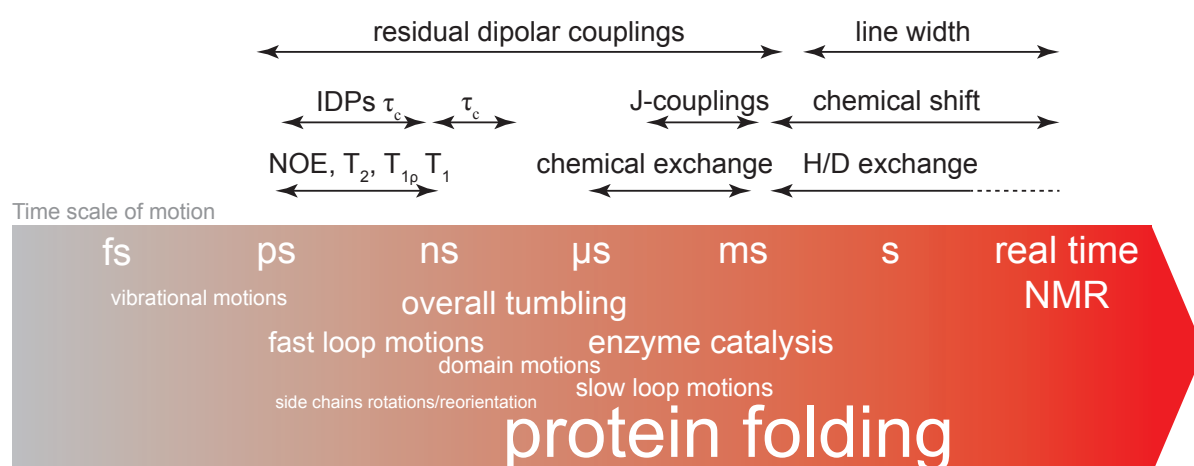 residual dipolar couplings line width
IDPs τc τc J-couplings chemical shift
NOE, T2, T1ρ T1 chemical exchange H/D exchange
Time scale of motion
fs ps ns µs ms s real time
NMR
vibrational motions overall tumbling
fast loop motions enzyme catalysis
domain motions
slow loop motions
side chains rotations/reorientation
protein folding